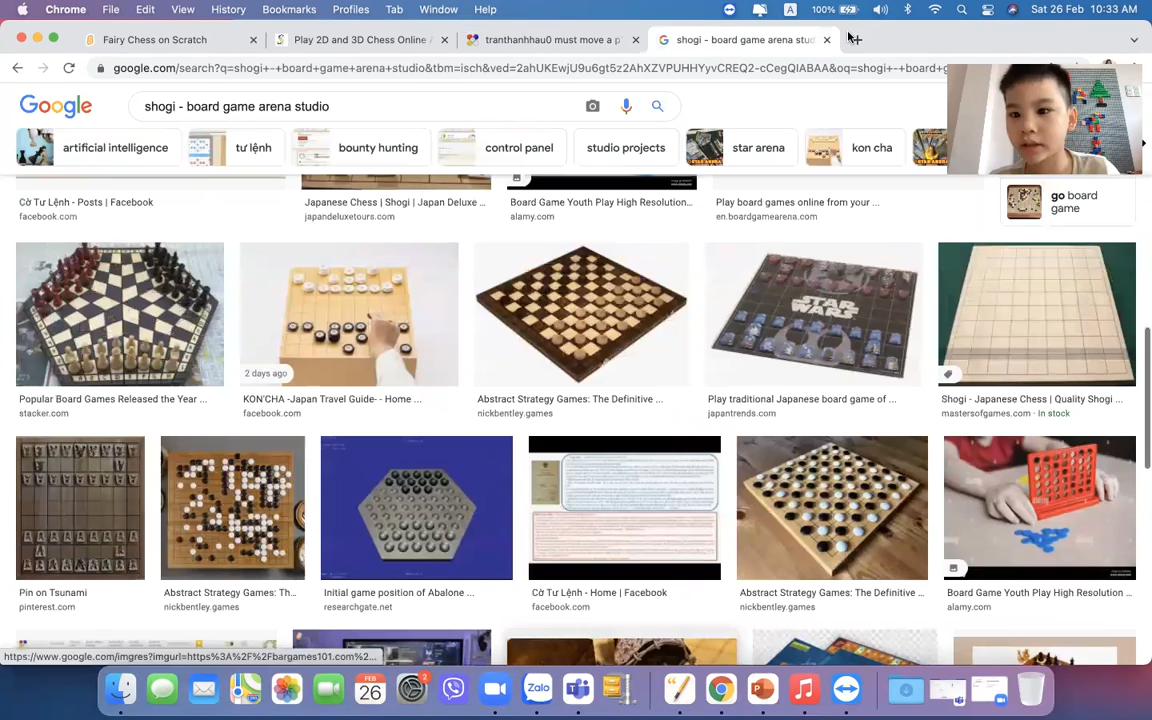 Chrome File Edit View History Bookmarks Profiles Tab Window Help
A 100% Sat 26 Feb 10:33 AM
Fairy Chess on Scratch
Play 2D and 3D Chess Online
tranthanhhau0 must move a p
shogi - board game arena stud
google.com/search?q=shogi+-+board+game+arena+studio&tbm=isch&ved=2ahUKEwjU9u6gt5z2AhXZVPUHHYyvCREQ2-cCegQIABAA&oq=shogi+-+board+g
Google
shogi - board game arena studio
artificial intelligence
tư lệnh
bounty hunting
control panel
studio projects
star arena
kon cha
go board
game
Cờ Tư Lệnh - Posts | Facebook
facebook.com
Japanese Chess | Shogi | Japan Deluxe ...
japandeluxetours.com
Board Game Youth Play High Resolution...
alamy.com
Play board games online from your ...
en.boardgamearena.com
STAR
WARS
2 days ago
Popular Board Games Released the Year ...
stacker.com
KON'CHA -Japan Travel Guide- - Home ...
facebook.com
Abstract Strategy Games: The Definitive ...
nickbentley.games
Play traditional Japanese board game of ...
japantrends.com
Shogi - Japanese Chess | Quality Shogi ...
mastersofgames.com · In stock
Pin on Tsunami
pinterest.com
Abstract Strategy Games: Th...
nickbentley.games
Initial game position of Abalone ...
researchgate.net
Cờ Tư Lệnh - Home | Facebook
facebook.com
Abstract Strategy Games: The Definitive ...
nickbentley.games
Board Game Youth Play High Resolution ...
alamy.com
https://www.google.com/imgres?imgurl=https%3A%2F%2Fbargames101.com%2...
FEB
26
2
Zalo